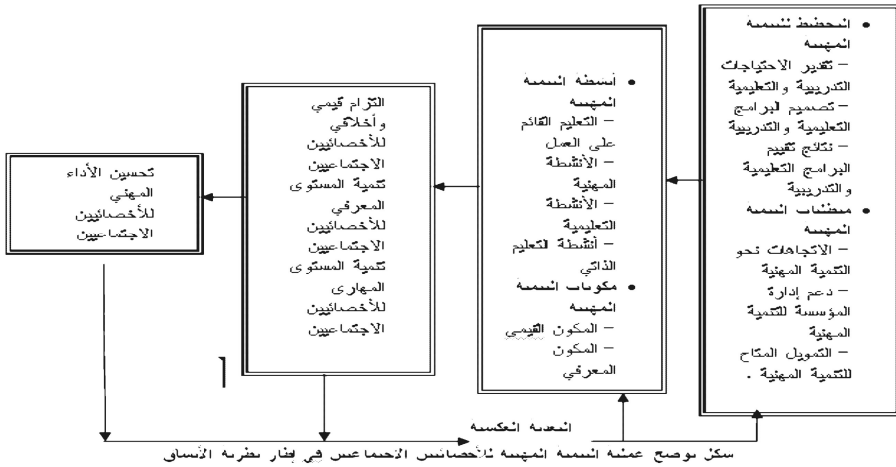 • التخطيط للتنمية
المهنية
– تقدير الاحتياجات
التدريبية والتعليمية
– تصميم البرامج
التعليمية والتدريبية
– نتائج تقييم
البرامج التعليمية
والتدريبية
• متطلبات التنمية
المهنية
– الاتجاهات نحو
التنمية المهنية
– دعم إدارة
المؤسسة للتنمية
المهنية
– التمويل المتاح
للتنمية المهنية .
• أنشطة التنمية
المهنية
– التعليم القائم
على العمل
– الأنشطة
المهنية
– الأنشطة
التعليمية
– أنشطة التعليم
الذاتي
• مكونات التنمية
المهنية
– المكون القيمي
– المكون
المعرفي
التزام قيمي
وأخلاقي
للأخصائيين
الاجتماعيين
تنمية المستوى
المعرفي
للأخصائيين
الاجتماعيين
تنمية المستوى
المهارى
للأخصائيين
الاجتماعيين
تحسين الأداء
المهني
للأخصائيين
الاجتماعيين
التغذية العكسية
شكل يوضح عملية التنمية المهنية للأخصائيين الاجتماعيين في إطار نظرية الأنساق